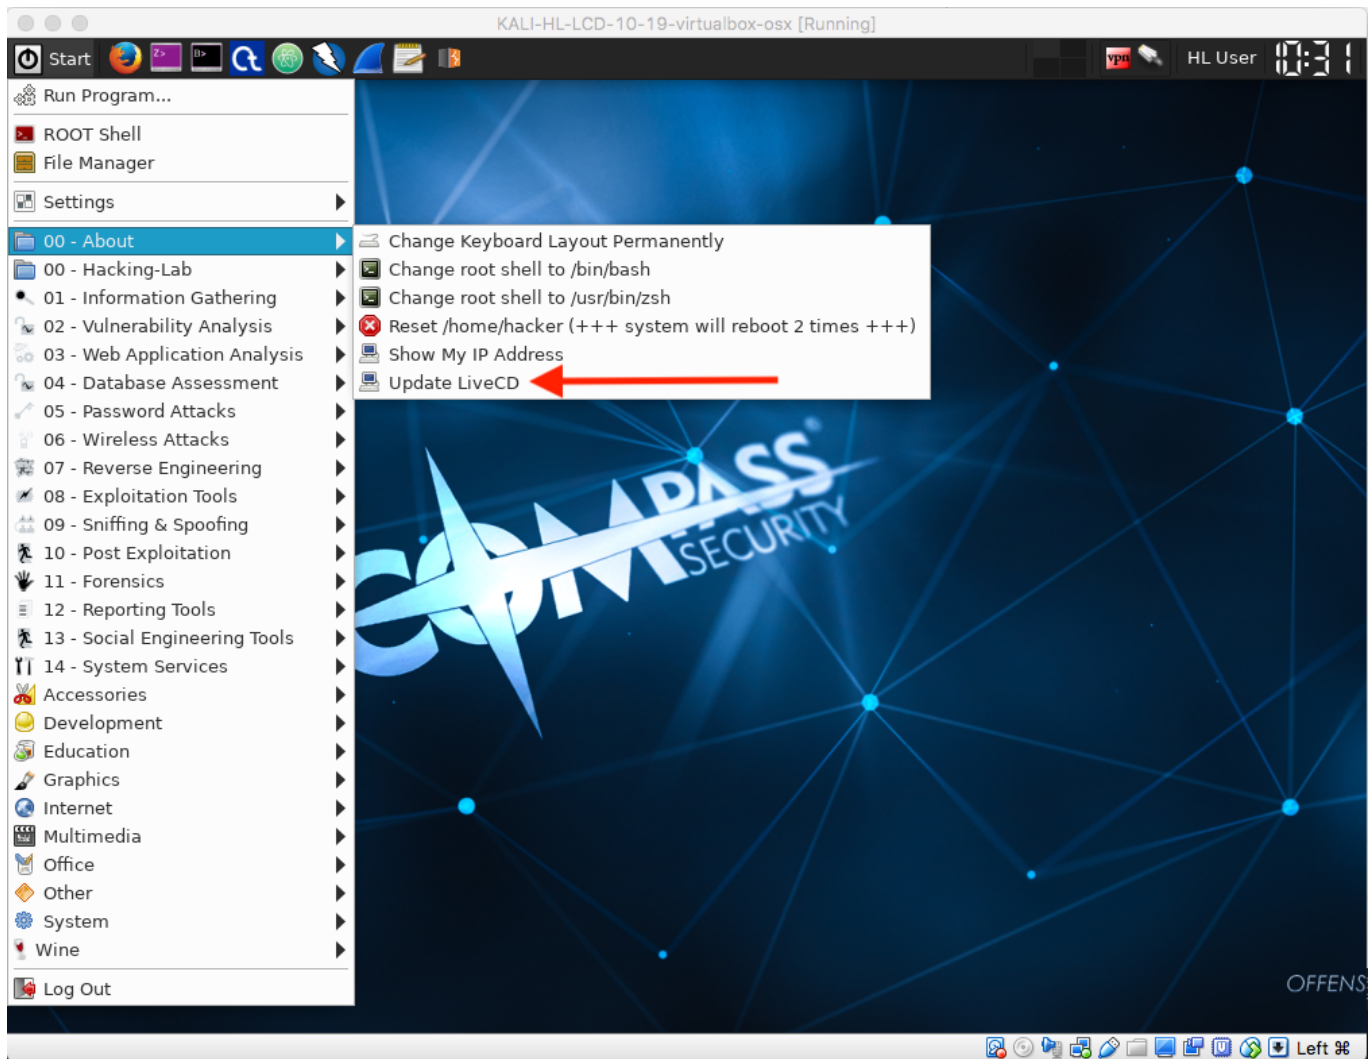 KALI-HL-LCD-10-19-virtualbox-osx [Running]
Start
vpn
HL User
Run Program...
ROOT Shell
File Manager
Settings
00 - About
00 - Hacking-Lab
01 - Information Gathering
02 - Vulnerability Analysis
03 - Web Application Analysis
04 - Database Assessment
05 - Password Attacks
06 - Wireless Attacks
07 - Reverse Engineering
08 - Exploitation Tools
09 - Sniffing & Spoofing
10 - Post Exploitation
11 - Forensics
12 - Reporting Tools
13 - Social Engineering Tools
14 - System Services
Accessories
Development
Education
Graphics
Internet
Multimedia
Office
Other
System
Wine
Log Out
Change Keyboard Layout Permanently
Change root shell to /bin/bash
Change root shell to /usr/bin/zsh
Reset /home/hacker (+++ system will reboot 2 times +++)
Show My IP Address
Update LiveCD
COMPASS
SECURITY
OFFENS
Left ⌘